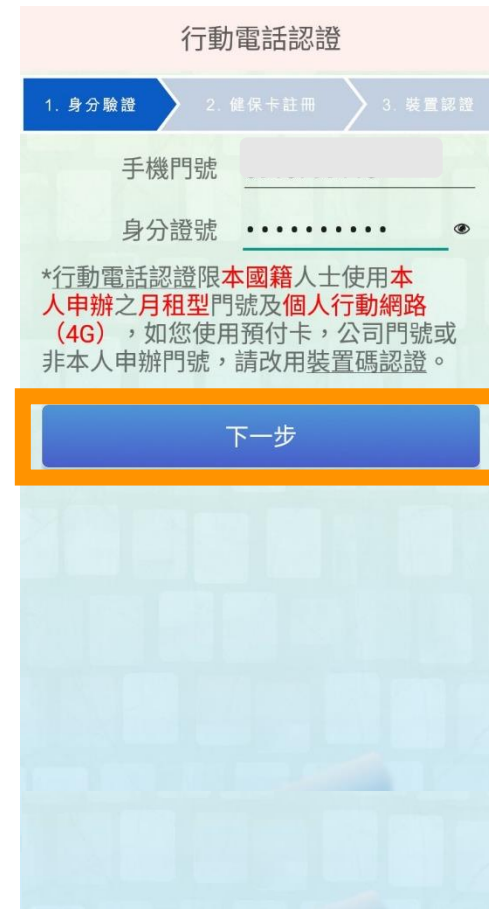 行動電話認證
1. 身分驗證 2. 健保卡註冊 3. 裝置認證
手機門號
身分證號 ••••••••••
*行動電話認證限本國籍人士使用本
人申辦之月租型門號及個人行動網路
（4G），如您使用預付卡，公司門號或
非本人申辦門號，請改用裝置碼認證。
下一步